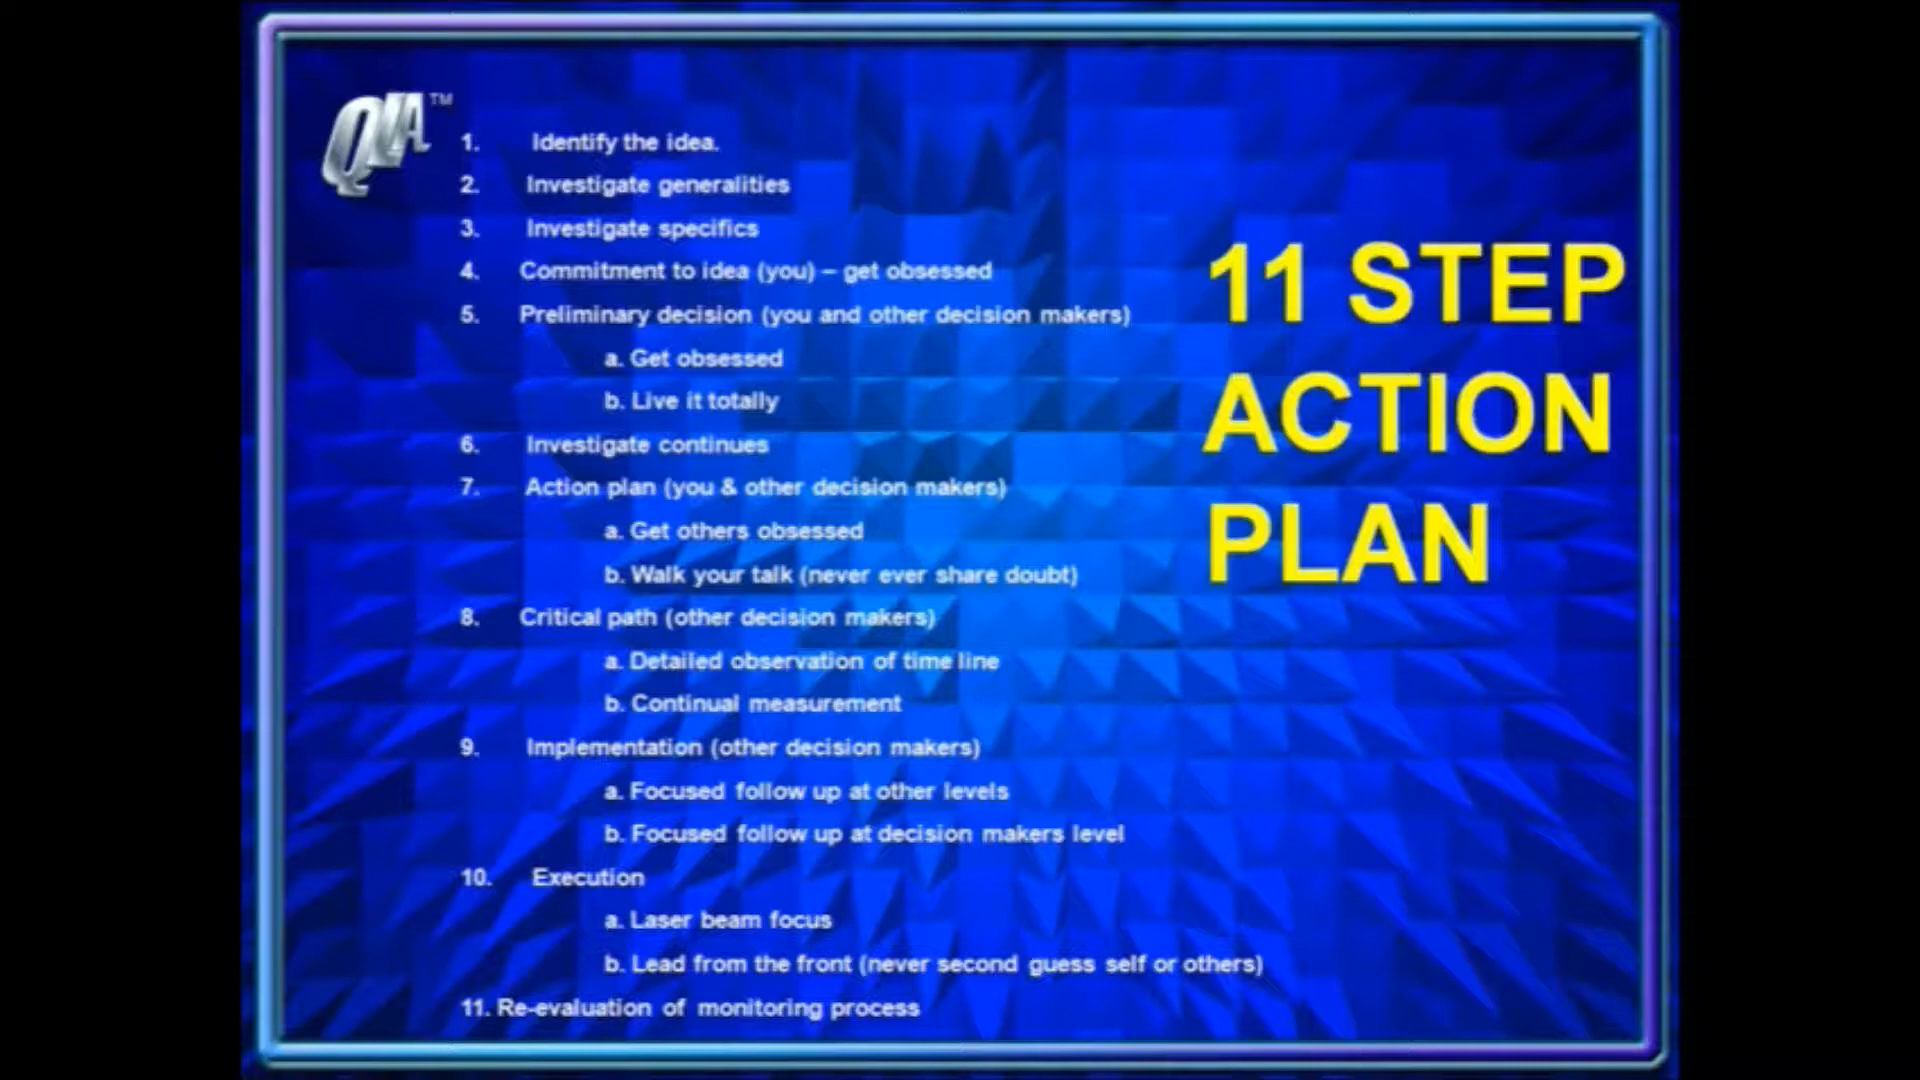 QLA™
1. Identify the idea.
2. Investigate generalities
3. Investigate specifics
4. Commitment to idea (you) – get obsessed
5. Preliminary decision (you and other decision makers)
a. Get obsessed
b. Live it totally
6. Investigate continues
7. Action plan (you & other decision makers)
a. Get others obsessed
b. Walk your talk (never ever share doubt)
8. Critical path (other decision makers)
a. Detailed observation of time line
b. Continual measurement
9. Implementation (other decision makers)
a. Focused follow up at other levels
b. Focused follow up at decision makers level
10. Execution
a. Laser beam focus
b. Lead from the front (never second guess self or others)
11. Re-evaluation of monitoring process
11 STEP
ACTION
PLAN